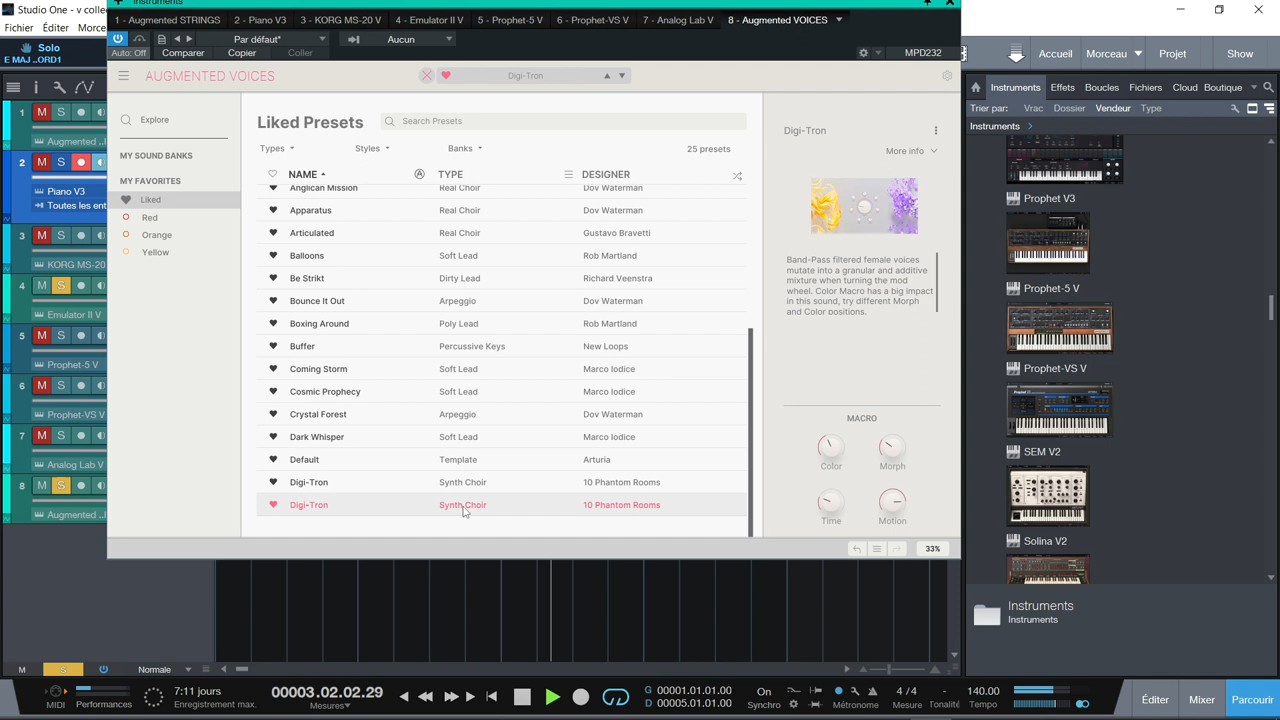 Studio One - v collec
Instruments
Fichier Éditer Morce
Solo
E MAJ ..ORD1)
1 - Augmented STRINGS 2 - Piano V3 3 - KORG MS-20 V 4 - Emulator II V 5 - Prophet-5 V 6 - Prophet-VS V 7 - Analog Lab V 8 - Augmented VOICES
Par défaut* Aucun
Auto: Off Comparer Copier Coller MPD232
Accueil Morceau Projet Show
AUGMENTED VOICES
Digi-Tron
Explore
MY SOUND BANKS
MY FAVORITES
Liked
Red
Orange
Yellow
Liked Presets
Search Presets
Types Styles Banks 25 presets
NAME TYPE DESIGNER
Anglican Mission Real Choir Dov Waterman
Apparatus Real Choir Dov Waterman
Articulated Real Choir Gustavo Bravetti
Balloons Soft Lead Rob Martland
Be Strikt Dirty Lead Richard Veenstra
Bounce It Out Arpeggio Dov Waterman
Boxing Around Poly Lead Rob Martland
Buffer Percussive Keys New Loops
Coming Storm Soft Lead Marco Iodice
Cosmic Prophecy Soft Lead Marco Iodice
Crystal Forest Arpeggio Dov Waterman
Dark Whisper Soft Lead Marco Iodice
Default Template Arturia
Digi-Tron Synth Choir 10 Phantom Rooms
Digi-Tron Synth Choir 10 Phantom Rooms
Digi-Tron
More Info
Band-Pass filtered female voices
mutate into a granular and additive
mixture when turning the mod
wheel. Color Macro has a big impact
in this sound, try different Morph
and Color positions.
MACRO
Color Morph
Time Motion
33%
1 M S
Augmented ..I
2 M S
Piano V3
Toutes les ent
3 M S
KORG MS-20
4 M S
Emulator II V
5 M S
Prophet-5 V
6 M S
Prophet-VS V
7 M S
Analog Lab V
8 M S
Augmented ..
Instruments Effets Boucles Fichiers Cloud Boutique
Trier par: Vrac Dossier Vendeur Type
Instruments
Prophet V3
Prophet-5 V
Prophet-VS V
SEM V2
Solina V2
Instruments
Instruments
M S Normale
MIDI Performances
7:11 jours
Enregistrement max.
00003.02.02.29
Mesures
G 00001.01.01.00
D 00005.01.01.00
On
Synchro
Métronome
4 / 4
Mesure
-
Tonalité
140.00
Tempo
Éditer Mixer Parcourir